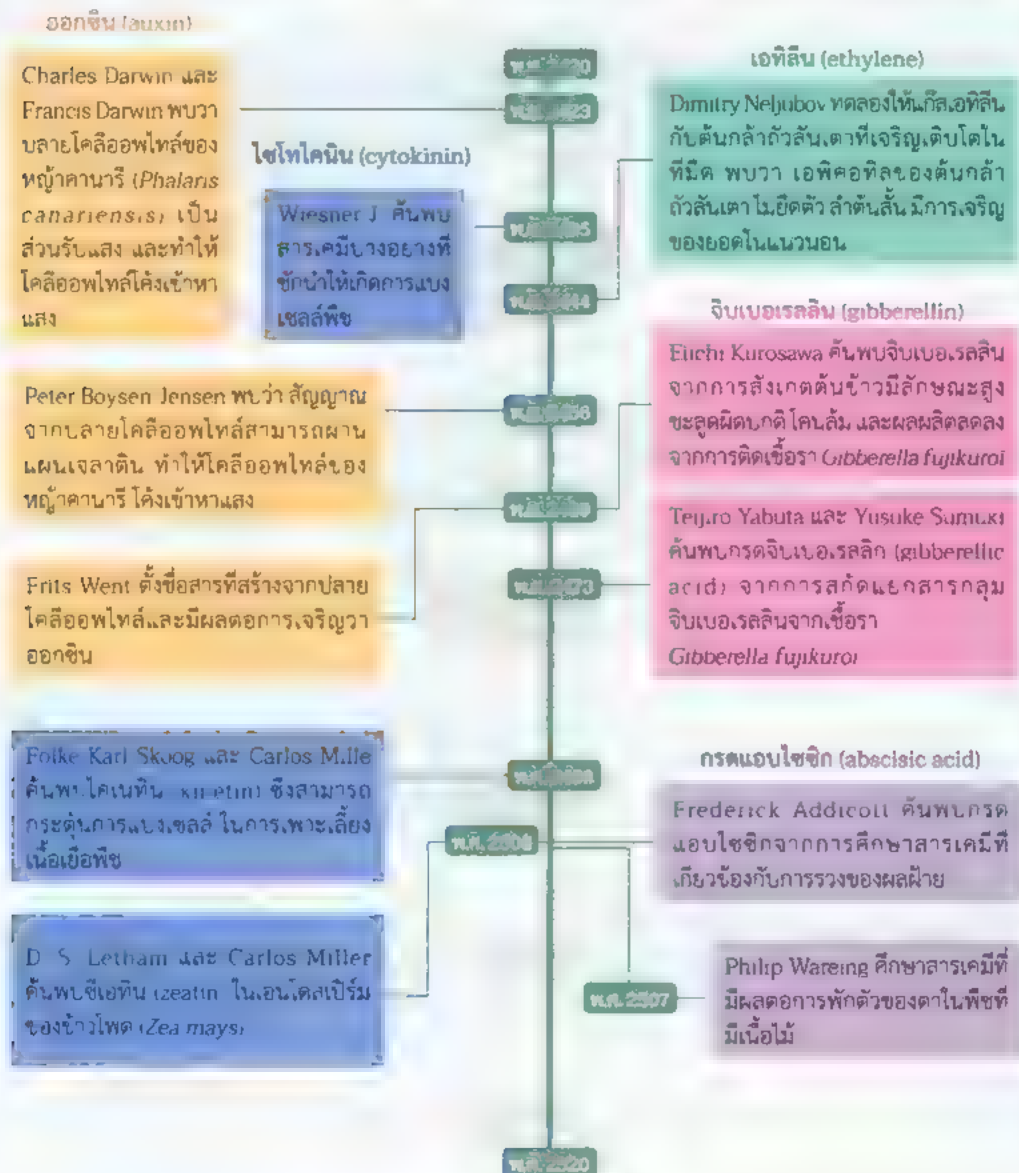 ออกซิน (auxin)
Charles Darwin และ
Francis Darwin พบว่า
ปลายโคลีออพไทล์ของ
หญ้าคานารี (Phalaris
canariensis) เป็น
ส่วนรับแสง และทำให้
โคลีออพไทล์โค้งเข้าหา
แสง
ไซโทไคนิน (cytokinin)
Wiesner J ค้นพบ
สารเคมีบางอย่างที่
ชักนำให้เกิดการแบ่ง
เซลล์พืช
เอทิลีน (ethylene)
Dimitry Neljubov ทดลองให้แก๊สเอทิลีน
กับต้นกล้าถั่วลันเตาที่เจริญเติบโตใน
ที่มืด พบว่า เอพิคอทิลของต้นกล้า
ถั่วลันเตาไม่ยืดตัว ลำต้นสั้น มีการเจริญ
ของยอดในแนวนอน
Peter Boysen Jensen พบว่า สัญญาณ
จากปลายโคลีออพไทล์สามารถผ่าน
แผ่นเจลาติน ทำให้โคลีออพไทล์ของ
หญ้าคานารี โค้งเข้าหาแสง
จิบเบอเรลลิน (gibberellin)
Eiichi Kurosawa ค้นพบจิบเบอเรลลิน
จากการสังเกตต้นข้าวมีลักษณะสูง
ชะลูดผิดปกติ โคนล้ม และผลผลิตลดลง
จากการติดเชื้อรา Gibberella fujikuroi
Frits Went ตั้งชื่อสารที่สร้างจากปลาย
โคลีออพไทล์และมีผลต่อการเจริญว่า
ออกซิน
Teijiro Yabuta และ Yusuke Sumuki
ค้นพบกรดจิบเบอเรลลิก (gibberellic
acid) จากการสกัดแยกสารกลุ่ม
จิบเบอเรลลินจากเชื้อรา
Gibberella fujikuroi
Folke Karl Skoog และ Carlos Mille
ค้นพบไคเนทิน (kinetin) ซึ่งสามารถ
กระตุ้นการแบ่งเซลล์ ในการเพาะเลี้ยง
เนื้อเยื่อพืช
พ.ศ. 2506
กรดแอบไซซิก (abscisic acid)
Frederick Addicott ค้นพบกรด
แอบไซซิกจากการศึกษาสารเคมีที่
เกี่ยวข้องกับการร่วงของผลฝ้าย
D. S. Letham และ Carlos Miller
ค้นพบซีเอทิน (zeatin) ในเอนโดสเปิร์ม
ของข้าวโพด (Zea mays)
พ.ศ. 2507
Philip Wareing ศึกษาสารเคมีที่
มีผลต่อการพักตัวของตาในพืชที่
มีเนื้อไม้
พ.ศ. 2520